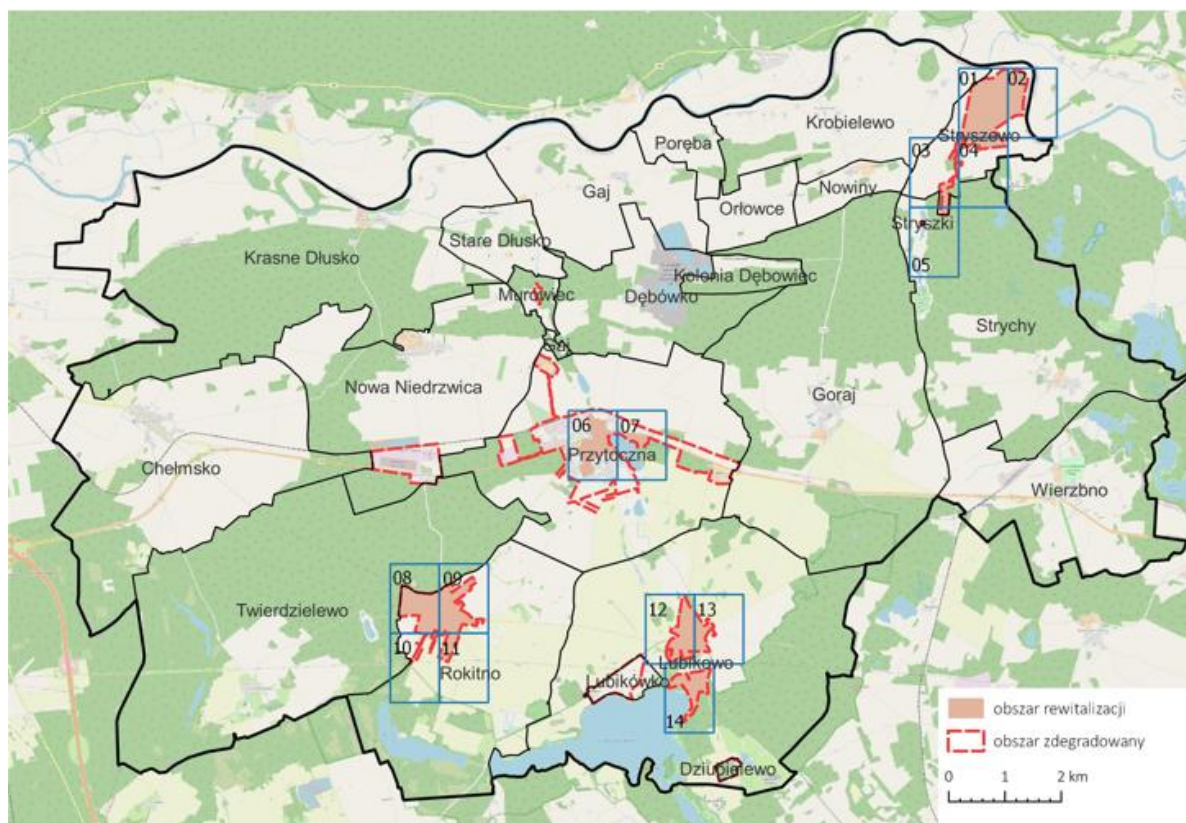 01
02
Krobielewo
Stryszewo
Poręba
03
04
Gaj
Nowiny
Orłowce
Stryszki
Stare Dłusko
Krasne Dłusko
Kolonia Dębowiec
05
Murowiec
Dębówko
Strychy
Gaj
Nowa Niedrzwica
Goraj
06
07
Przytoczna
Chełmsko
Wierzbno
08
09
Twierdzielewo
12
13
10
11
Rokitno
Lubikowo
Lubikówko
14
Dziubielewo
obszar rewitalizacji
obszar zdegradowany
0
2 km